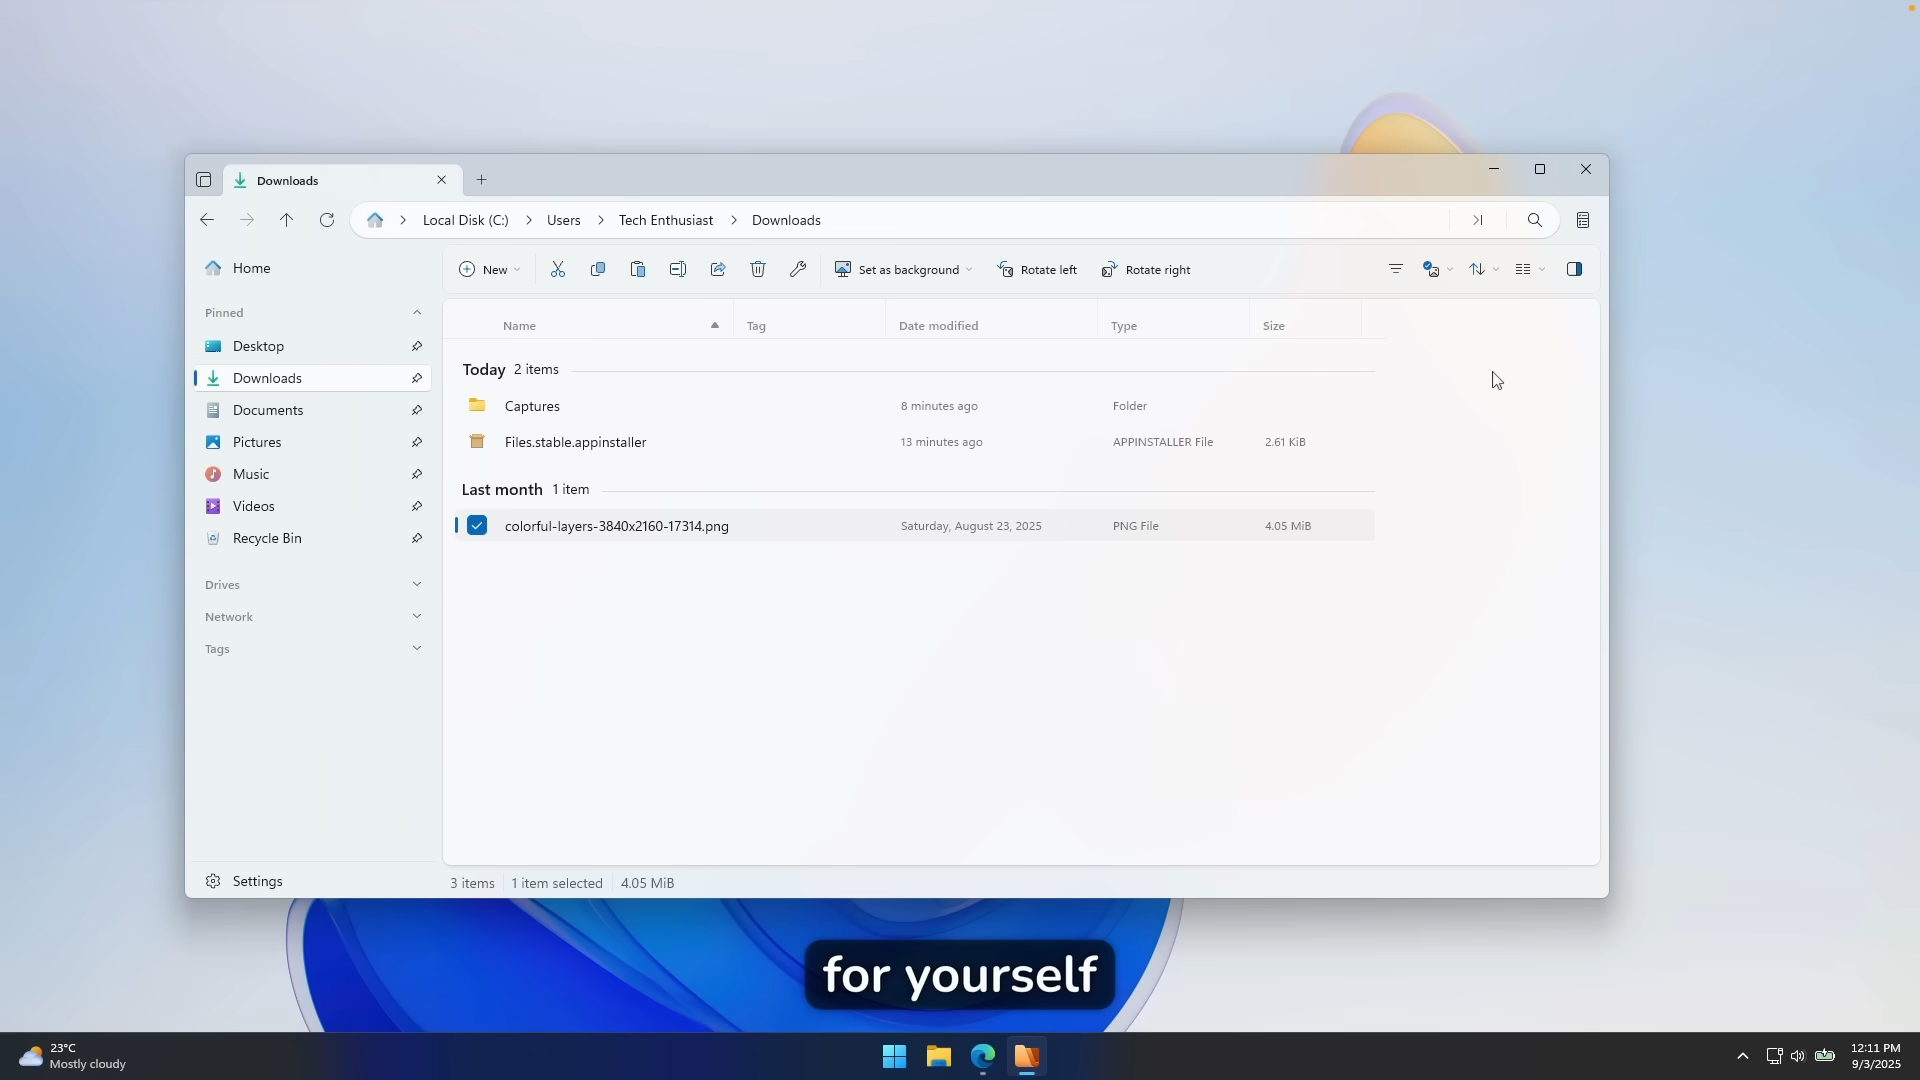 Downloads
Local Disk (C:) Users Tech Enthusiast Downloads
Home
New Set as background Rotate left Rotate right
Pinned
Desktop
Downloads
Documents
Pictures
Music
Videos
Recycle Bin
Drives
Network
Tags
Settings
Name Tag Date modified Type Size
Today 2 items
Captures 8 minutes ago Folder
Files.stable.appinstaller 13 minutes ago APPINSTALLER File 2.61 KiB
Last month 1 item
colorful-layers-3840x2160-17314.png Saturday, August 23, 2025 PNG File 4.05 MiB
3 items 1 item selected 4.05 MiB
for yourself
23°C
Mostly cloudy
12:11 PM
9/3/2025